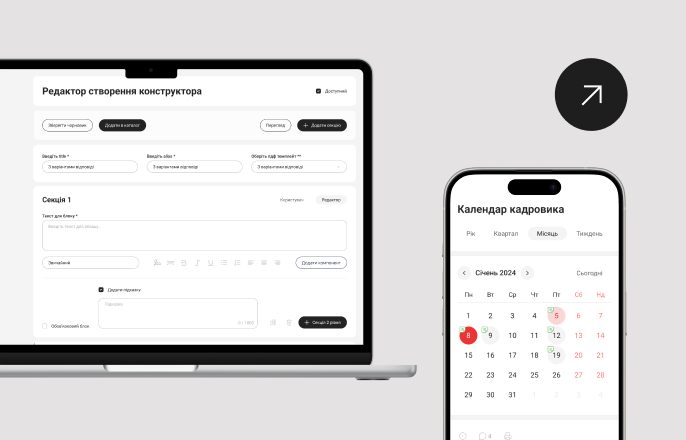 Редактор створення конструктора
Доступний
Зберегти чорновик
Додати в каталог
Перегляд
+ Додати секцію
Введіть title *
Введіть alias *
Оберіть пдф темплейт **
З варіантами відповіді
З варіантами відповіді
З варіантами відповіді
Секція 1
Користувач
Редактор
Текст для блоку *
Введіть текст для блоку...
Звичайний
Додати компонент
Додати підказку
Підказка
0 / 1000
Обов'язковий блок
+ Секція 2 рівня
Календар кадровика
Рік Квартал Місяць Тиждень
Січень 2024
Сьогодні
Пн Вт Ср Чт Пт Сб Нд
1 2 3 4 5 6 7
8 9 10 11 12 13 14
15 16 17 18 19 20 21
22 23 24 25 26 27 28
29 30 31 1 2 3 4
4